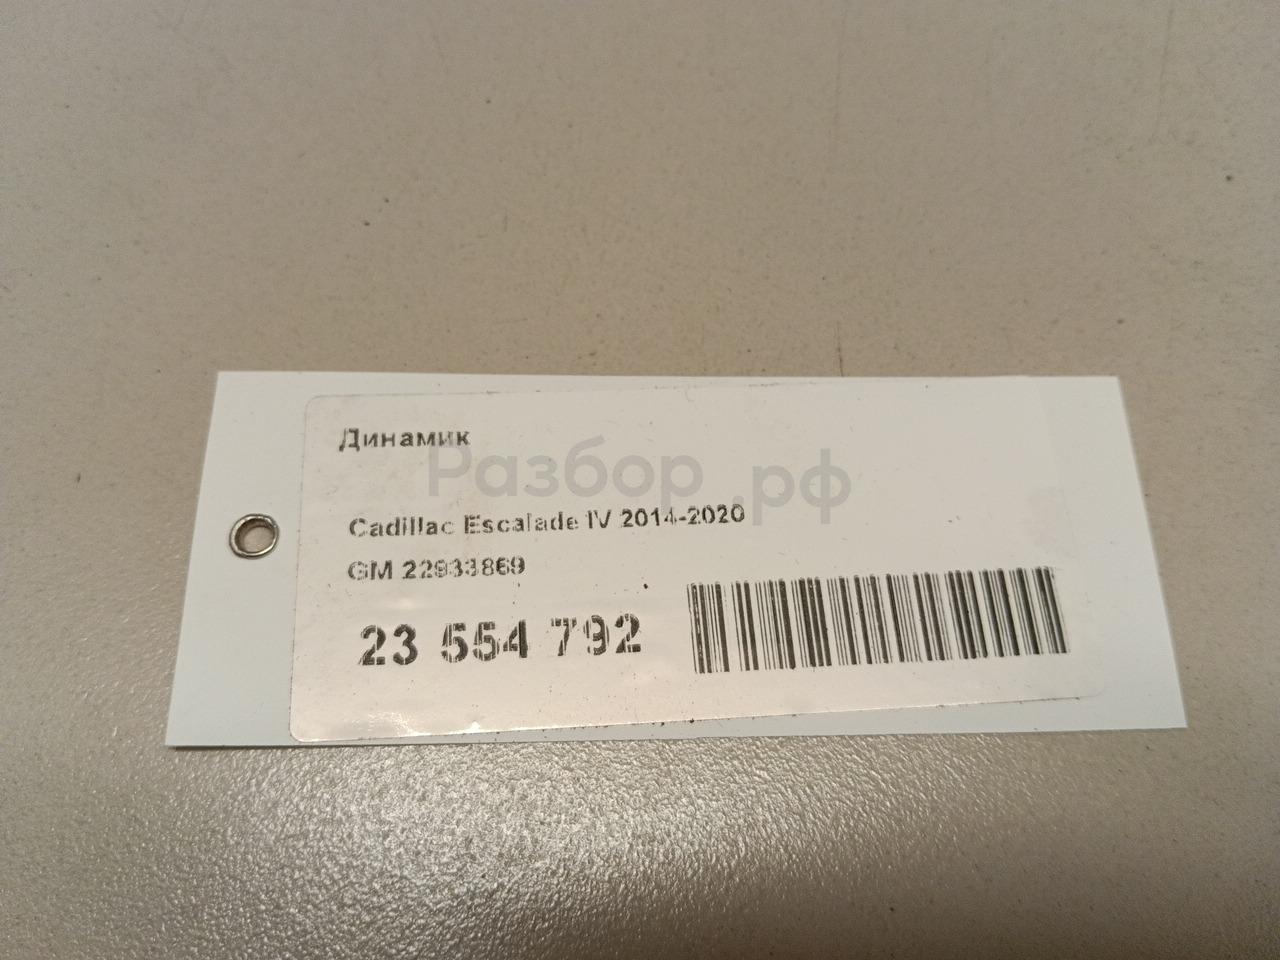 Динамик
Разбор.рф
Cadillac Escalade IV 2014-2020
GM 22933869
23 554 792